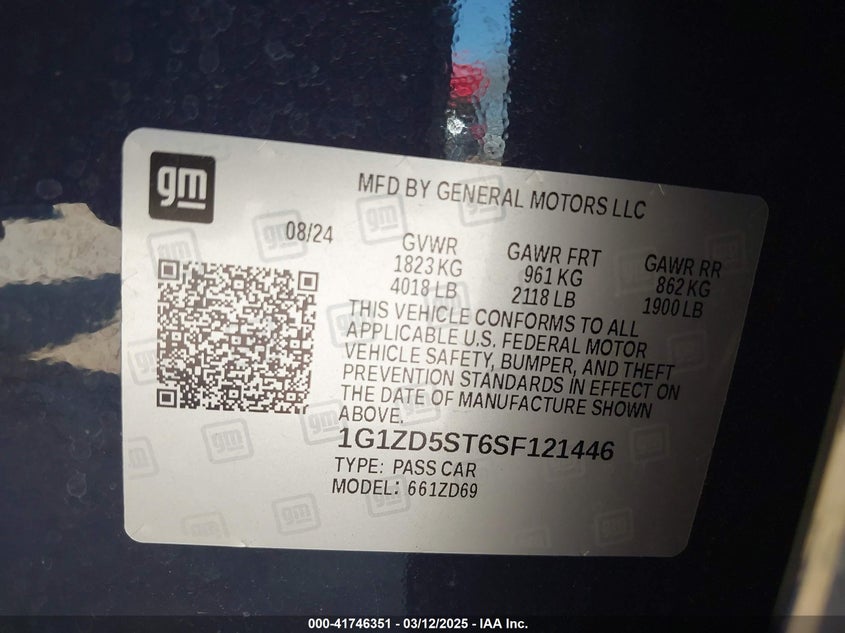 gm
MFD BY GENERAL MOTORS LLC
08/24
GVWR GAWR FRT GAWR RR
1823 KG 961 KG 862 KG
4018 LB 2118 LB 1900 LB
THIS VEHICLE CONFORMS TO ALL
APPLICABLE U.S. FEDERAL MOTOR
VEHICLE SAFETY, BUMPER, AND THEFT
PREVENTION STANDARDS IN EFFECT ON
THE DATE OF MANUFACTURE SHOWN
ABOVE.
1G1ZD5ST6SF121446
TYPE: PASS CAR
MODEL: 661ZD69
000-41746351 - 03/12/2025 - IAA Inc.